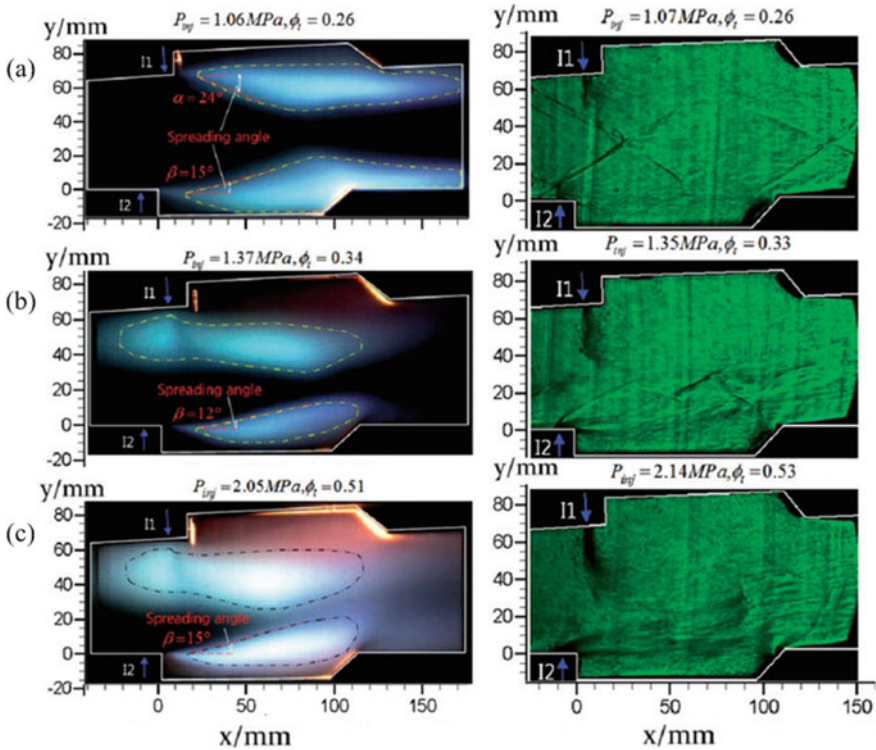 P_inj=1.06MPa,ϕ_t=0.26
P_inj=1.07MPa,ϕ_t=0.26
y/mm
y/mm
(a)
80
60
40
20
0
-20
I1
α=24°
Spreading angle
β=15°
I2
80
60
40
20
0
I1
I2
P_inj=1.37MPa,ϕ_t=0.34
P_inj=1.35MPa,ϕ_t=0.33
y/mm
y/mm
(b)
80
60
40
20
0
-20
I1
Spreading angle
β=12°
I2
80
60
40
20
0
I1
I2
P_inj=2.05MPa,ϕ_t=0.51
P_inj=2.14MPa,ϕ_t=0.53
y/mm
y/mm
(c)
80
60
40
20
0
-20
I1
Spreading angle
β=15°
I2
80
60
40
20
0
I1
I2
0 50 100 150
0 50 100 150
x/mm
x/mm